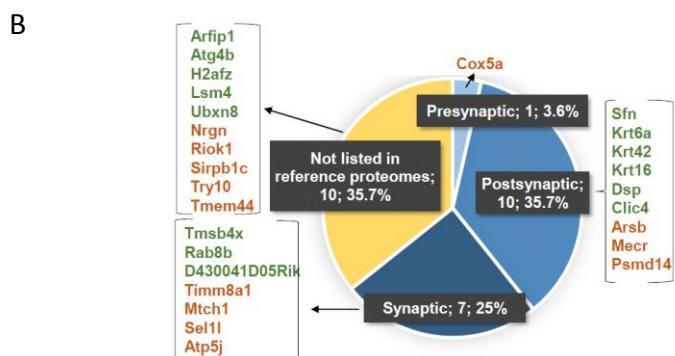 B
Arfip1
Atg4b
H2afz
Lsm4
Ubxn8
Nrgn
Riok1
Sirpb1c
Try10
Tmem44
Cox5a
Presynaptic; 1; 3.6%
Not listed in
reference proteomes;
10; 35.7%
Postsynaptic;
10; 35.7%
Sfn
Krt6a
Krt42
Krt16
Dsp
Clic4
Arsb
Mecr
Psmd14
Tmsb4x
Rab8b
D430041D05Rik
Timm8a1
Mtch1
Sel1l
Atp5j
Synaptic; 7; 25%